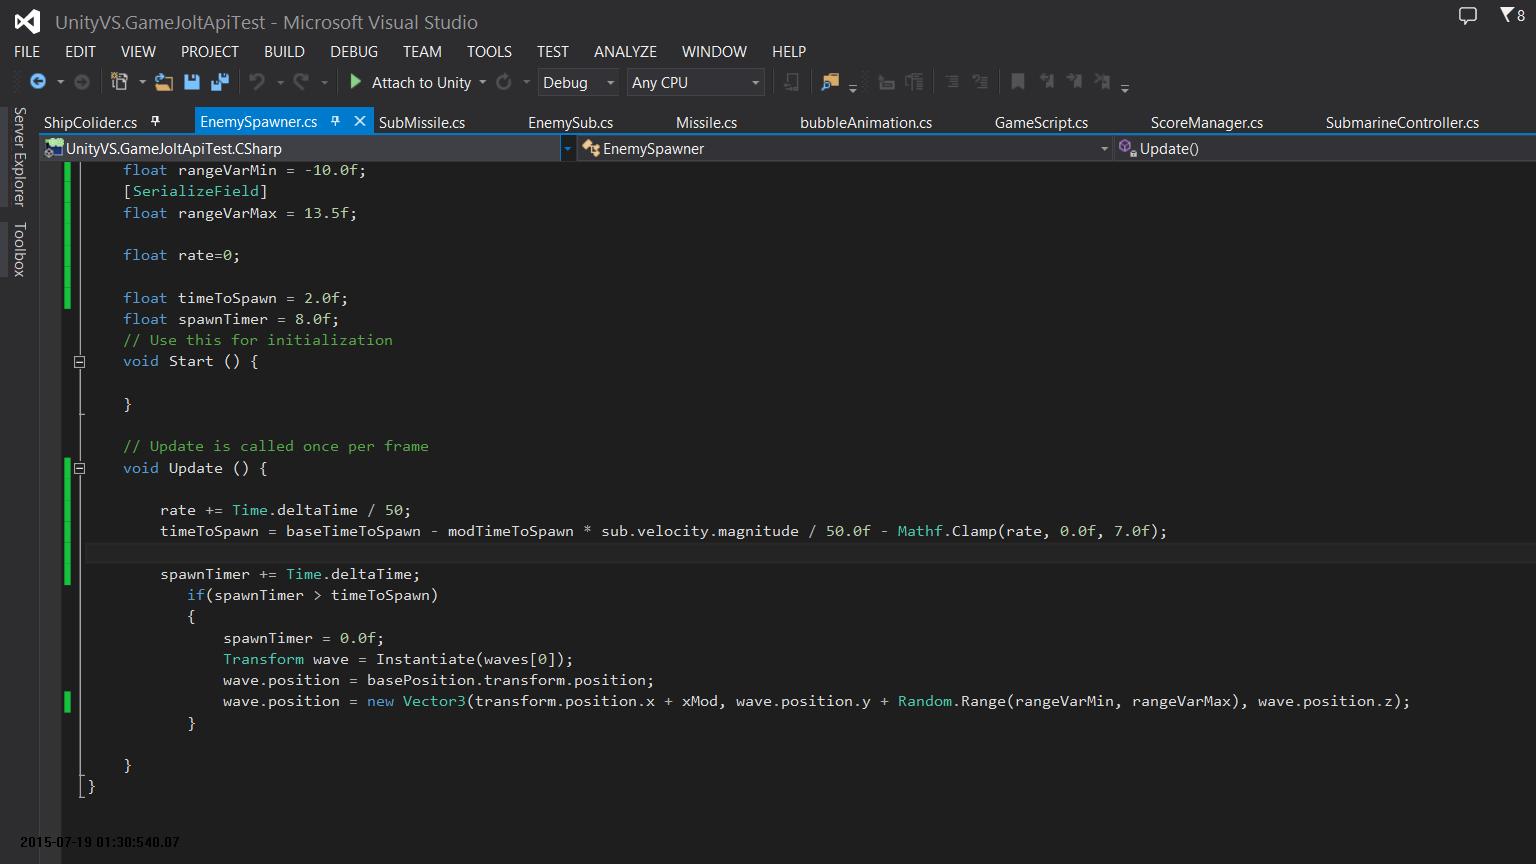 UnityVS.GameJoltApiTest - Microsoft Visual Studio
8
FILE EDIT VIEW PROJECT BUILD DEBUG TEAM TOOLS TEST ANALYZE WINDOW HELP
Attach to Unity Debug Any CPU
Server Explorer
Toolbox
ShipColider.cs EnemySpawner.cs SubMissile.cs EnemySub.cs Missile.cs bubbleAnimation.cs GameScript.cs ScoreManager.cs SubmarineController.cs
UnityVS.GameJoltApiTest.CSharp EnemySpawner Update()
float rangeVarMin = -10.0f;
[SerializeField]
float rangeVarMax = 13.5f;
float rate=0;
float timeToSpawn = 2.0f;
float spawnTimer = 8.0f;
// Use this for initialization
void Start () {
}
// Update is called once per frame
void Update () {
rate += Time.deltaTime / 50;
timeToSpawn = baseTimeToSpawn - modTimeToSpawn * sub.velocity.magnitude / 50.0f - Mathf.Clamp(rate, 0.0f, 7.0f);
spawnTimer += Time.deltaTime;
if(spawnTimer > timeToSpawn)
{
spawnTimer = 0.0f;
Transform wave = Instantiate(waves[0]);
wave.position = basePosition.transform.position;
wave.position = new Vector3(transform.position.x + xMod, wave.position.y + Random.Range(rangeVarMin, rangeVarMax), wave.position.z);
}
}
}
2015-07-19 01:30:540.07